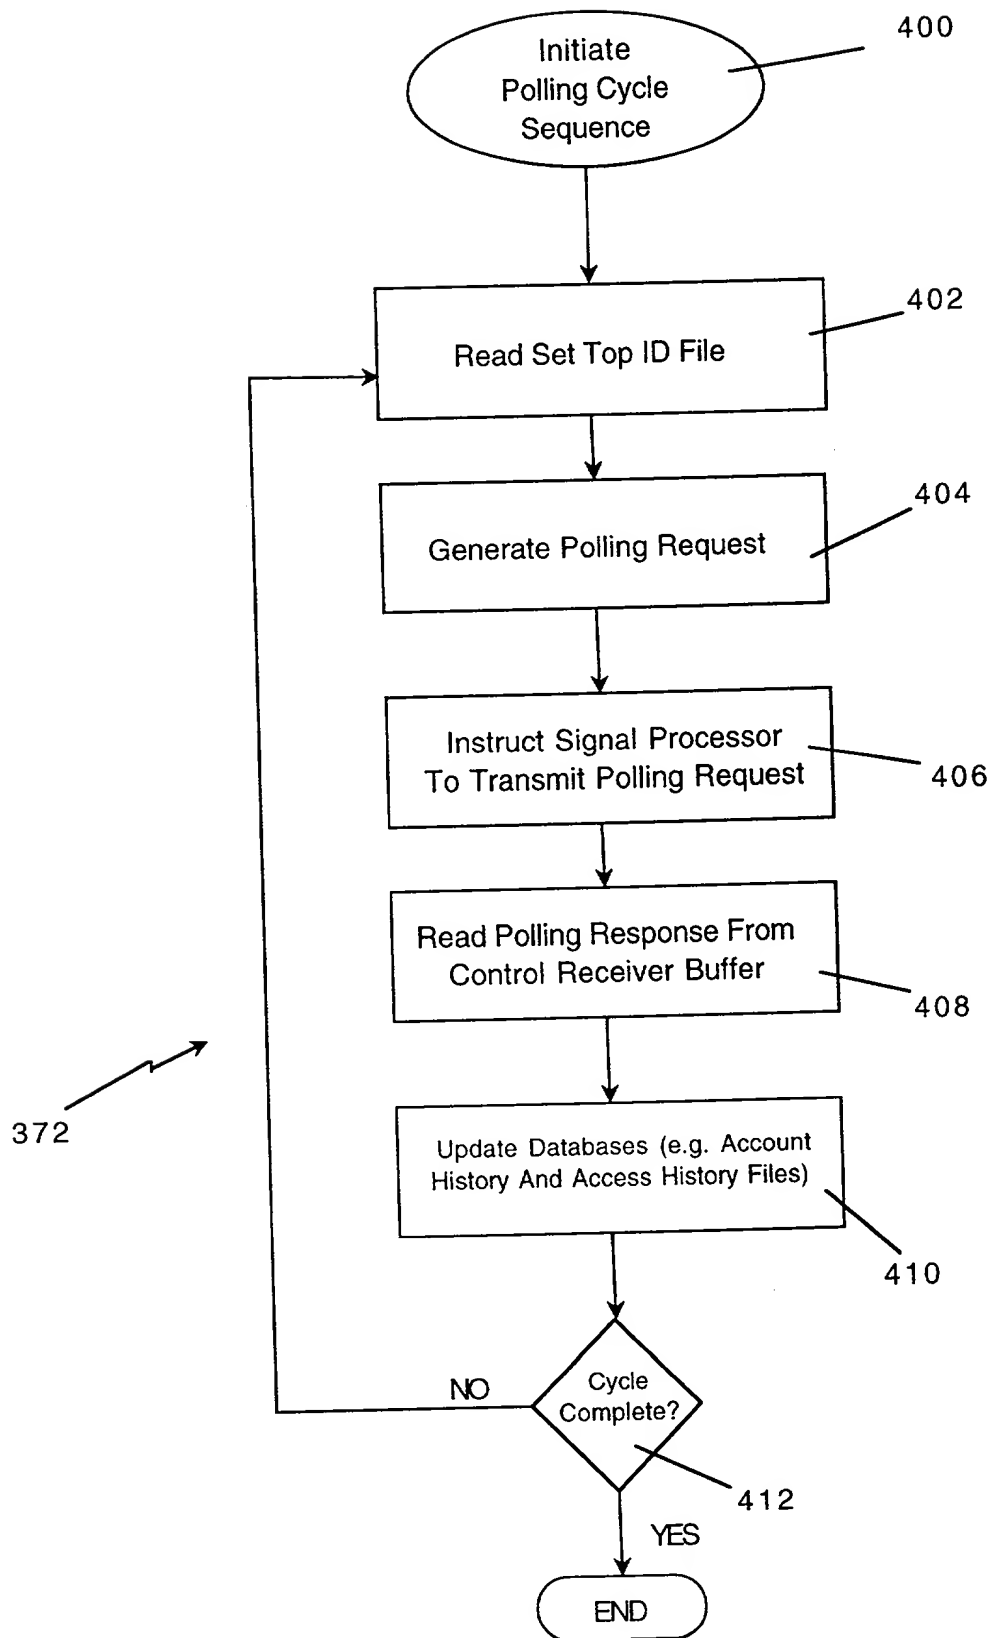 400
Initiate
Polling Cycle
Sequence
402
Read Set Top ID File
404
Generate Polling Request
Instruct Signal Processor
To Transmit Polling Request
406
Read Polling Response From
Control Receiver Buffer
408
372
Update Databases (e.g. Account
History And Access History Files)
410
NO
Cycle
Complete?
412
YES
END